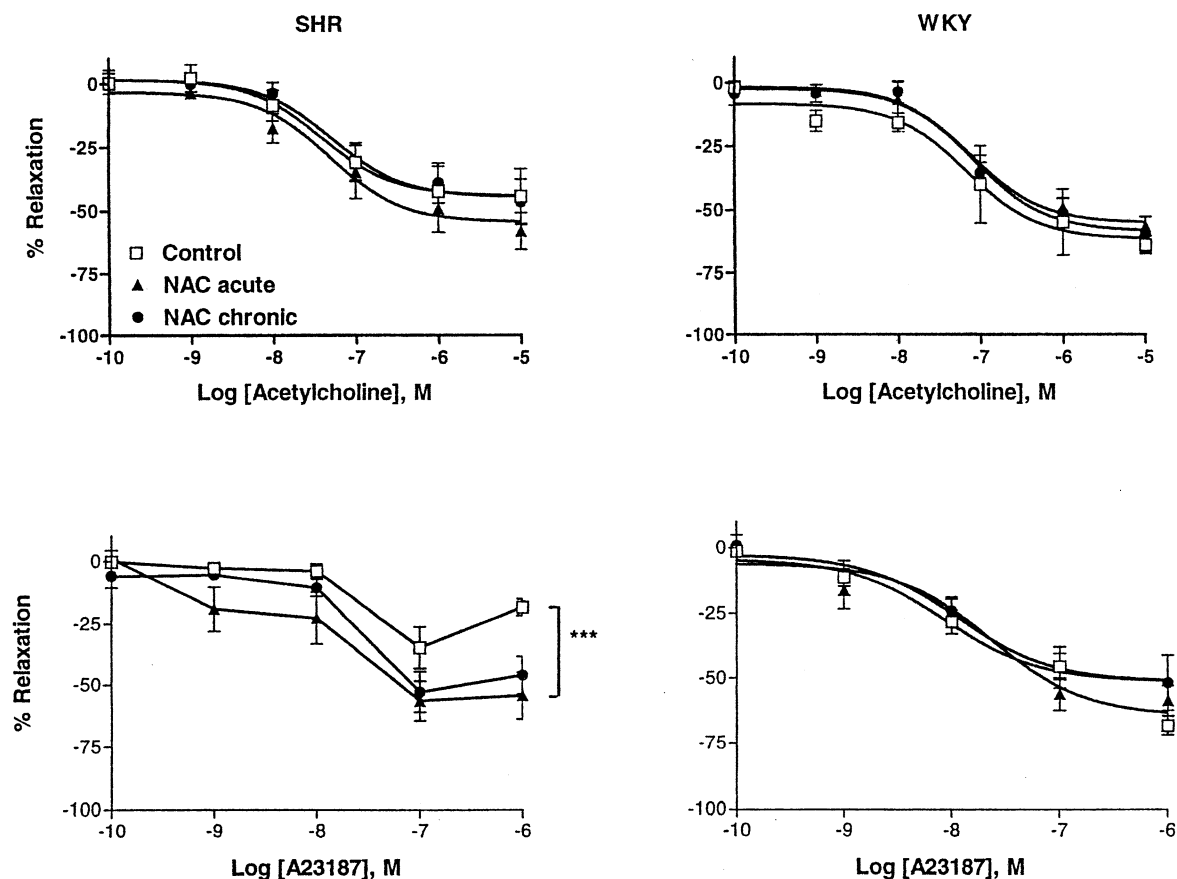 SHR
WKY
0
-25
-50
-75
-100
% Relaxation
Control
NAC acute
NAC chronic
-10 -9 -8 -7 -6 -5
Log [Acetylcholine], M
0
-25
-50
-75
-100
-10 -9 -8 -7 -6 -5
Log [Acetylcholine], M
0
-25
-50
-75
-100
% Relaxation
***
-10 -9 -8 -7 -6
Log [A23187], M
0
-25
-50
-75
-100
-10 -9 -8 -7 -6
Log [A23187], M